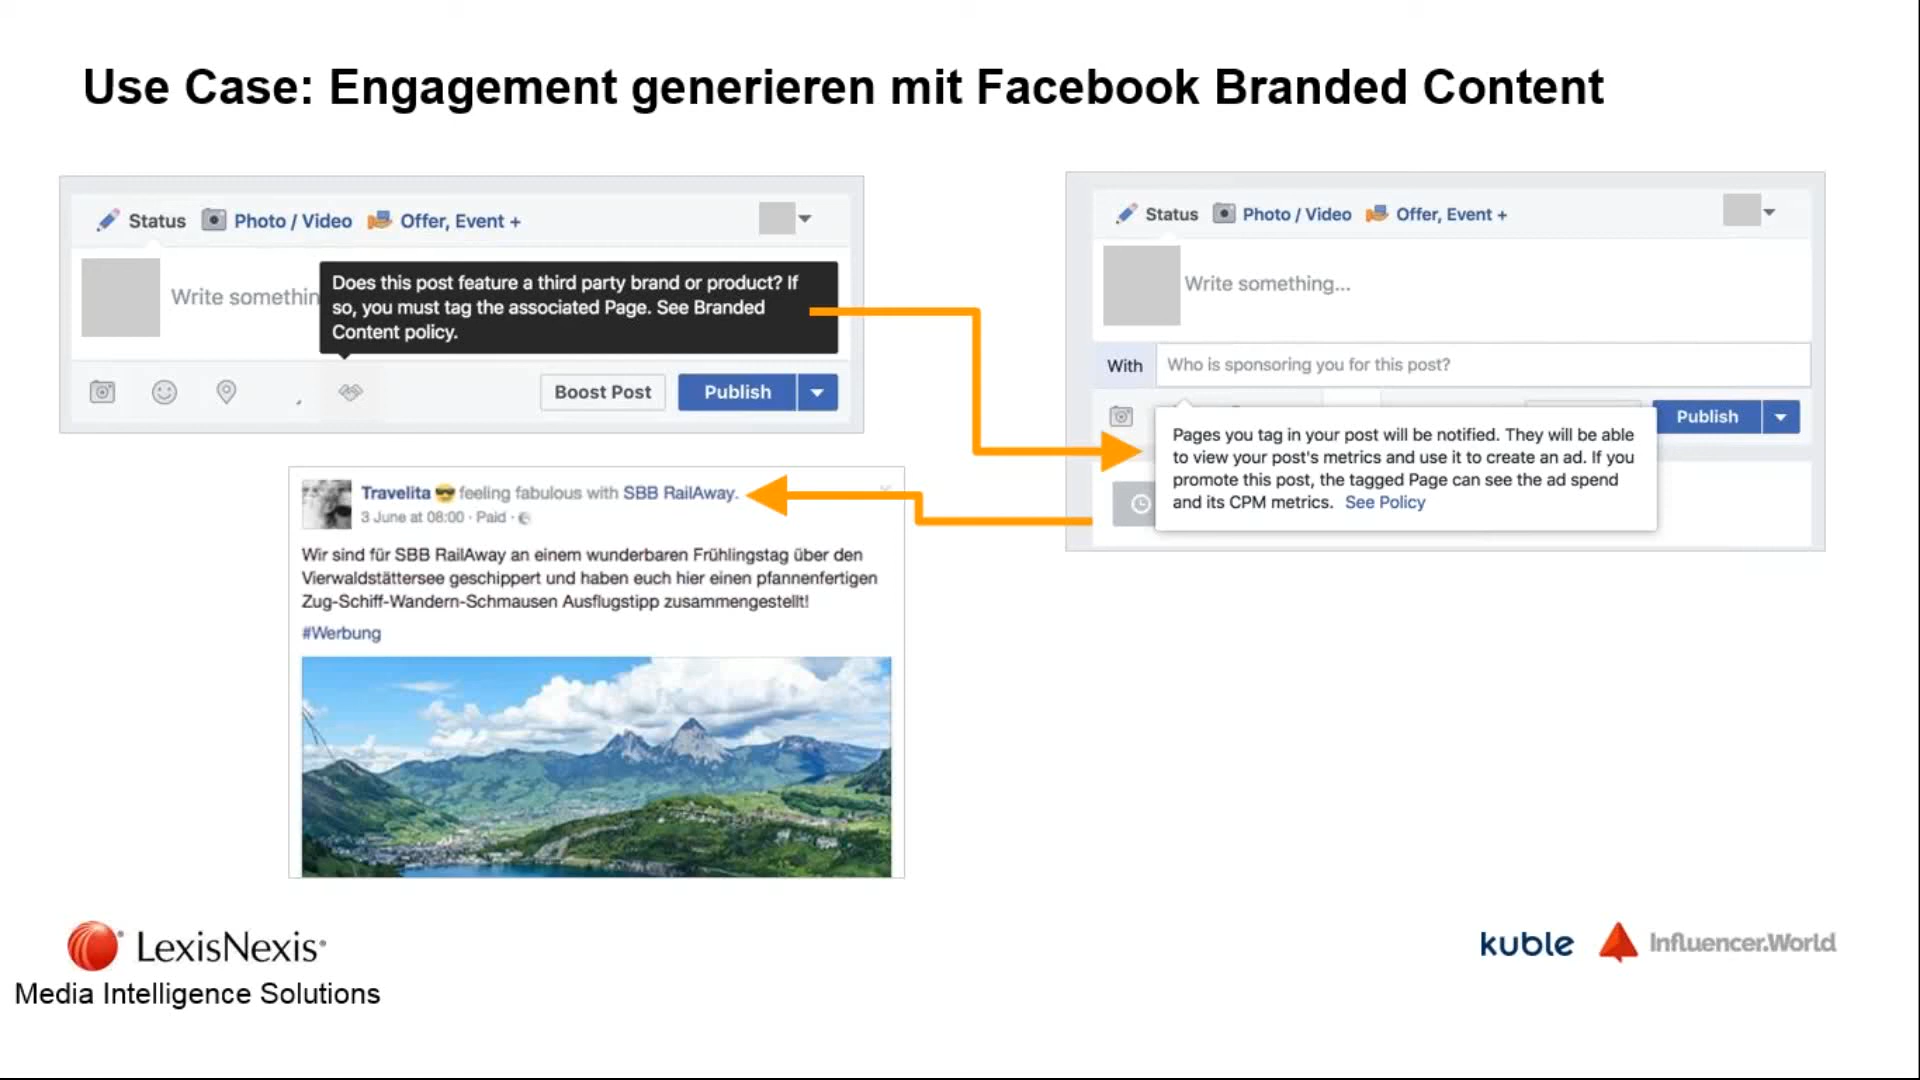 Use Case: Engagement generieren mit Facebook Branded Content
Status Photo / Video Offer, Event +
Write somethin
Does this post feature a third party brand or product? If
so, you must tag the associated Page. See Branded
Content policy.
Boost Post Publish
Status Photo / Video Offer, Event +
Write something...
With Who is sponsoring you for this post?
Publish
Pages you tag in your post will be notified. They will be able
to view your post's metrics and use it to create an ad. If you
promote this post, the tagged Page can see the ad spend
and its CPM metrics. See Policy
Travelita 😎 feeling fabulous with SBB RailAway.
3 June at 08:00 · Paid ·
Wir sind für SBB RailAway an einem wunderbaren Frühlingstag über den
Vierwaldstättersee geschippert und haben euch hier einen pfannenfertigen
Zug-Schiff-Wandern-Schmausen Ausflugstipp zusammengestellt!
#Werbung
LexisNexis®
Media Intelligence Solutions
kuble Influencer.World